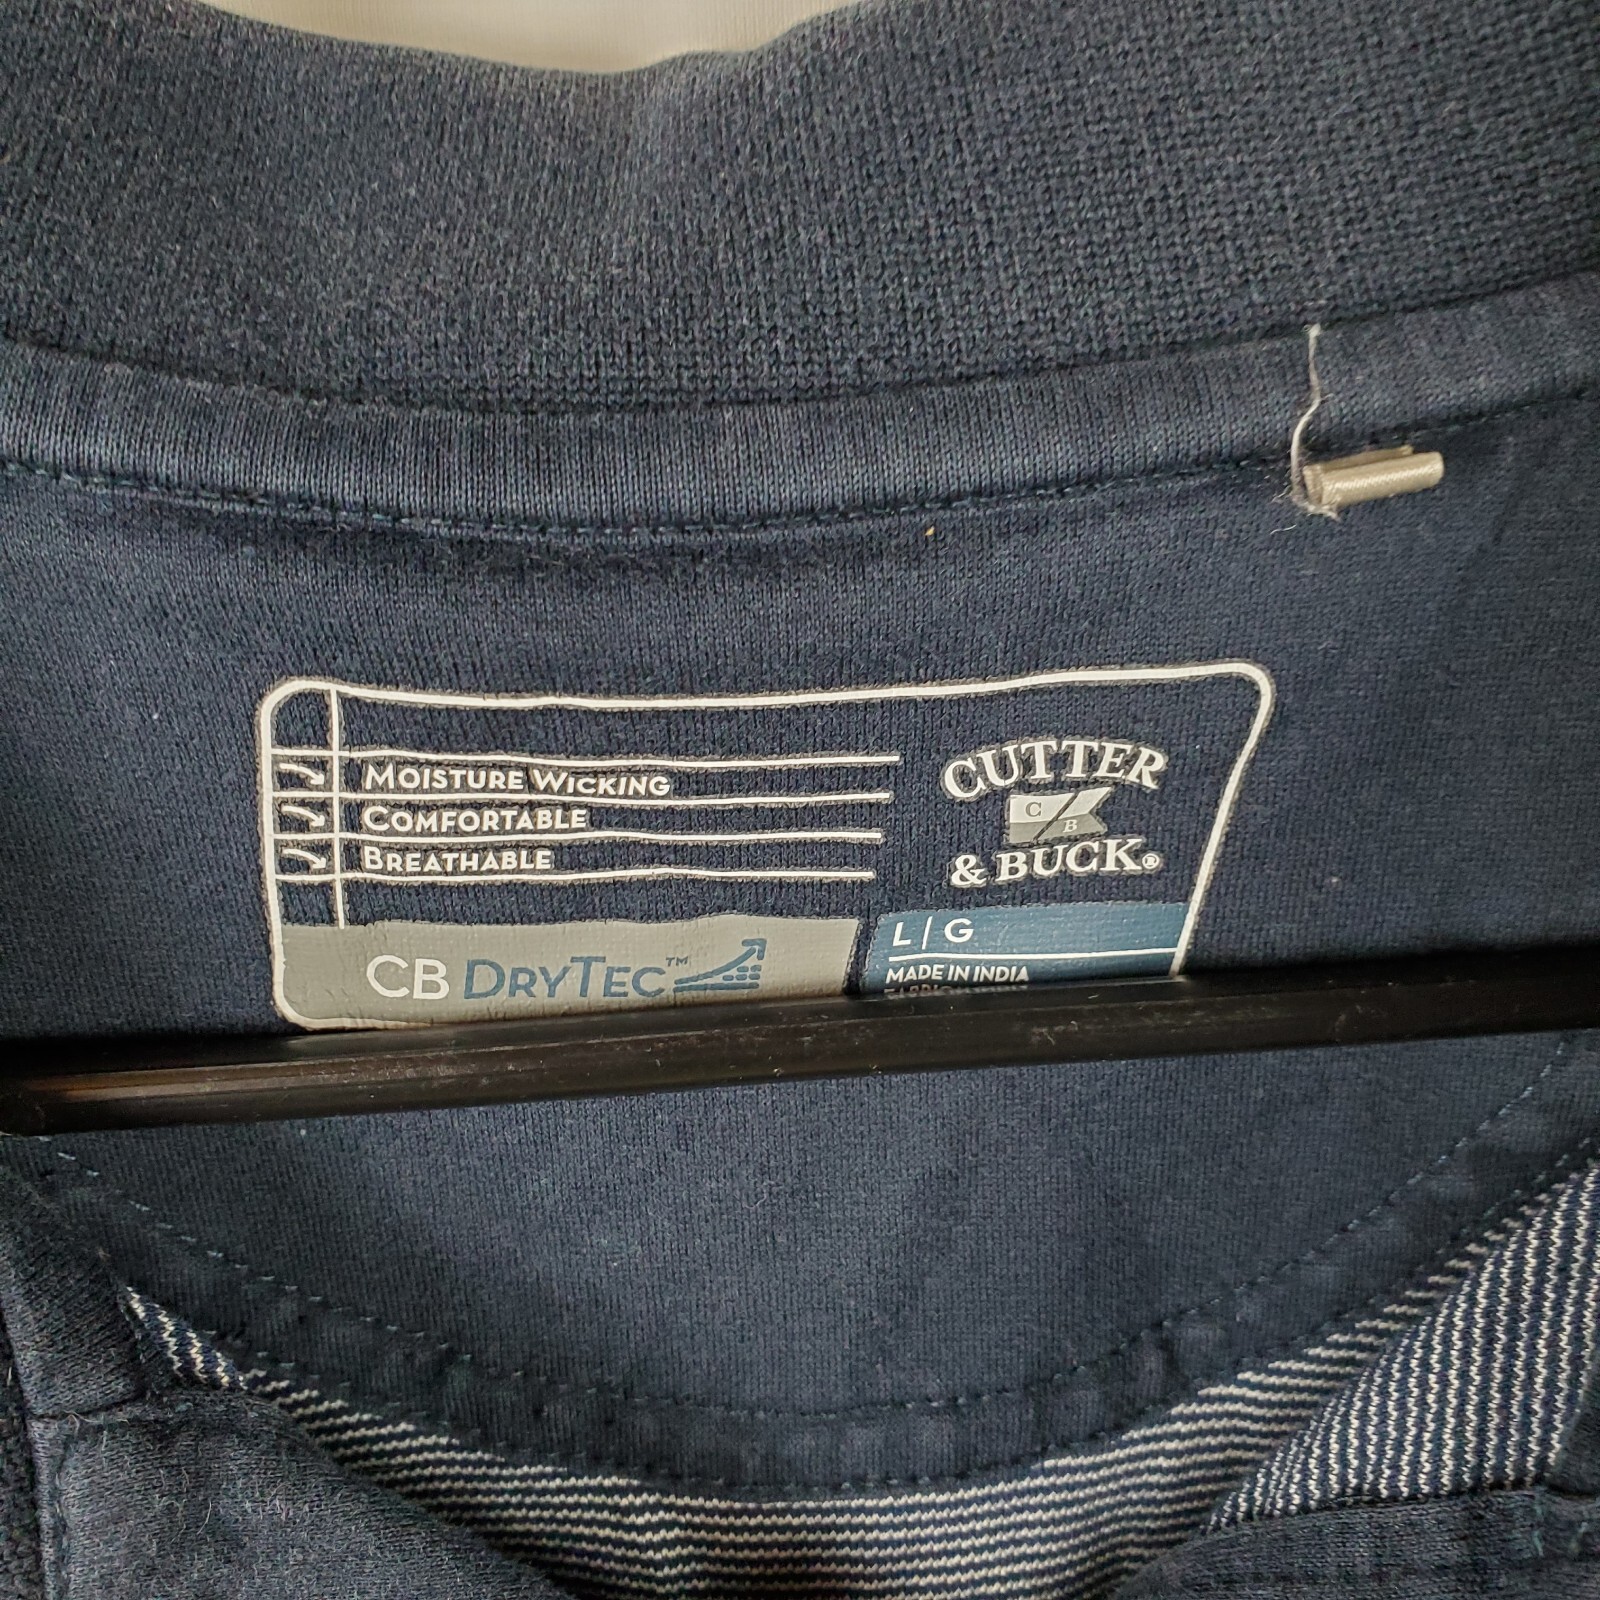 MOISTURE WICKING
COMFORTABLE
BREATHABLE
CB DRYTEC™
CUTTER
C
B
& BUCK®
L | G
MADE IN INDIA